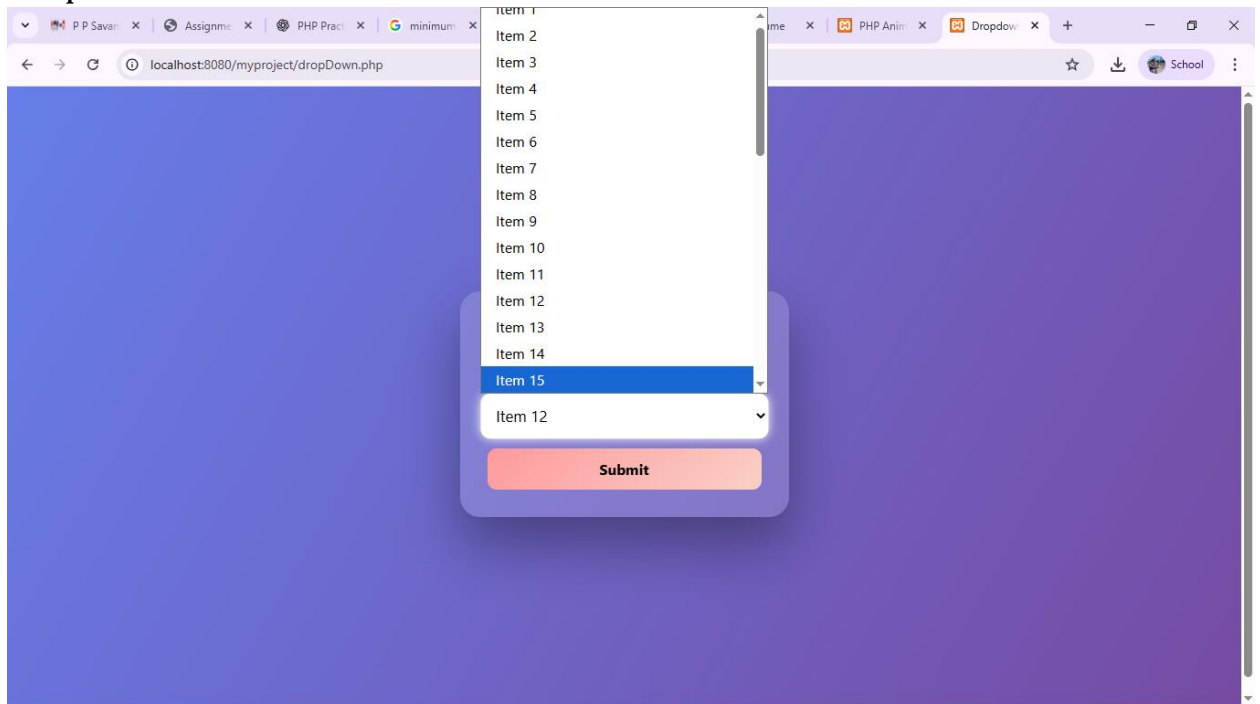 P P Savan
Assignme
PHP Pract
minimum
me
PHP Anim
Dropdow
localhost:8080/myproject/dropDown.php
School
Item 1
Item 2
Item 3
Item 4
Item 5
Item 6
Item 7
Item 8
Item 9
Item 10
Item 11
Item 12
Item 13
Item 14
Item 15
Item 12
Submit